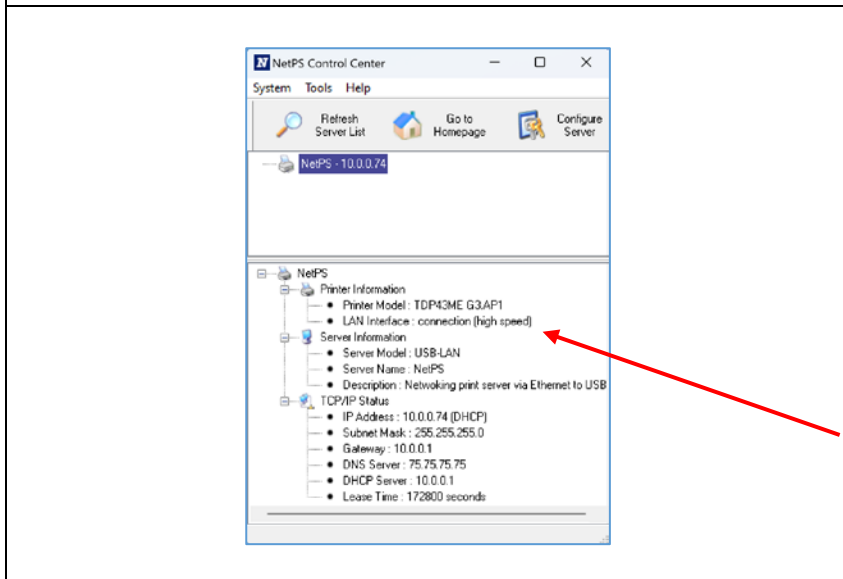 NetPS Control Center
System Tools Help
Refresh Server List
Go to Homepage
Configure Server
NetPS - 10.0.0.74
NetPS
Printer Information
Printer Model : TDP43ME G3.AP1
LAN Interface : connection (high speed)
Server Information
Server Model : USB-LAN
Server Name : NetPS
Description : Netwoking print server via Ethernet to USB
TCP/IP Status
IP Address : 10.0.0.74 (DHCP)
Subnet Mask : 255.255.255.0
Gateway : 10.0.0.1
DNS Server : 75.75.75.75
DHCP Server : 10.0.0.1
Lease Time : 172800 seconds